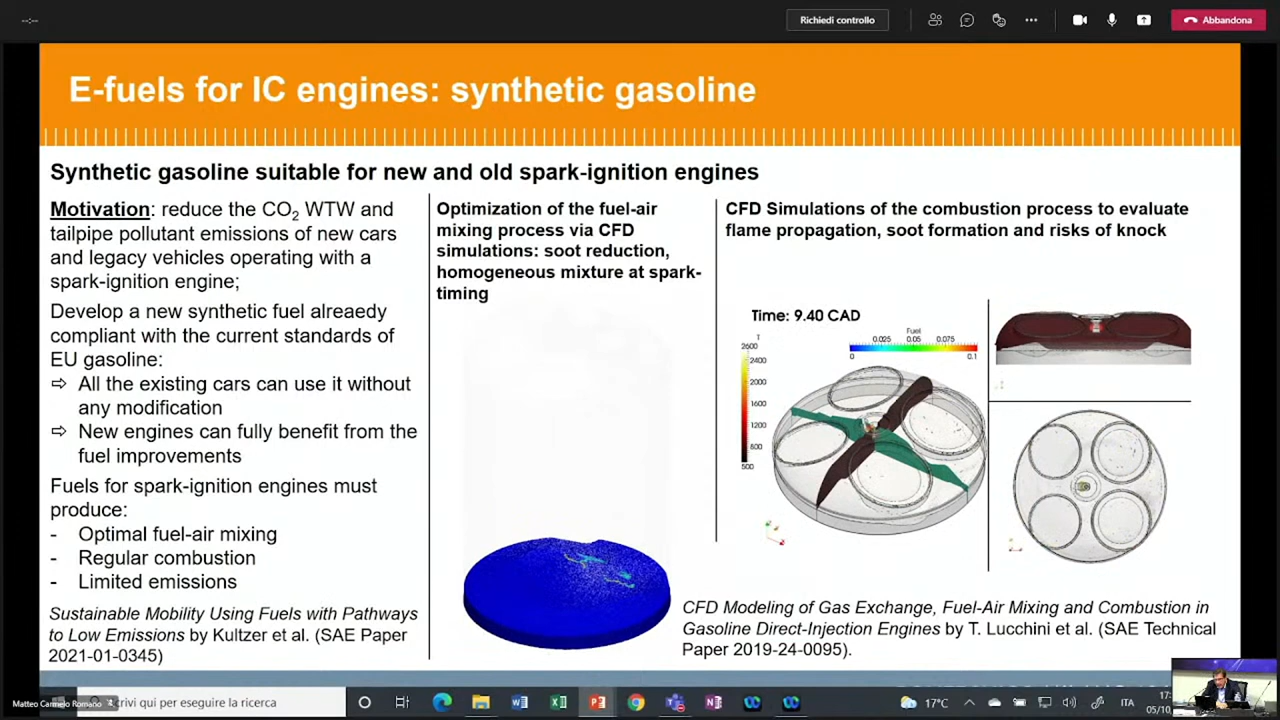 --:--
Richiedi controllo
Abbandona
E-fuels for IC engines: synthetic gasoline
Synthetic gasoline suitable for new and old spark-ignition engines
Motivation: reduce the CO2 WTW and
tailpipe pollutant emissions of new cars
and legacy vehicles operating with a
spark-ignition engine;
Develop a new synthetic fuel alreaedy
compliant with the current standards of
EU gasoline:
⇨ All the existing cars can use it without
any modification
⇨ New engines can fully benefit from the
fuel improvements
Fuels for spark-ignition engines must
produce:
- Optimal fuel-air mixing
- Regular combustion
- Limited emissions
Sustainable Mobility Using Fuels with Pathways
to Low Emissions by Kultzer et al. (SAE Paper
2021-01-0345)
Optimization of the fuel-air
mixing process via CFD
simulations: soot reduction,
homogeneous mixture at spark-
timing
CFD Simulations of the combustion process to evaluate
flame propagation, soot formation and risks of knock
Time: 9.40 CAD
Fuel
0.025 0.05 0.075
0 0.1
T
2600
2400
2000
1600
1200
800
500
CFD Modeling of Gas Exchange, Fuel-Air Mixing and Combustion in
Gasoline Direct-Injection Engines by T. Lucchini et al. (SAE Technical
Paper 2019-24-0095).
Matteo Carmelo Romano
crivi qui per eseguire la ricerca
17°C
ITA
17:
05/10